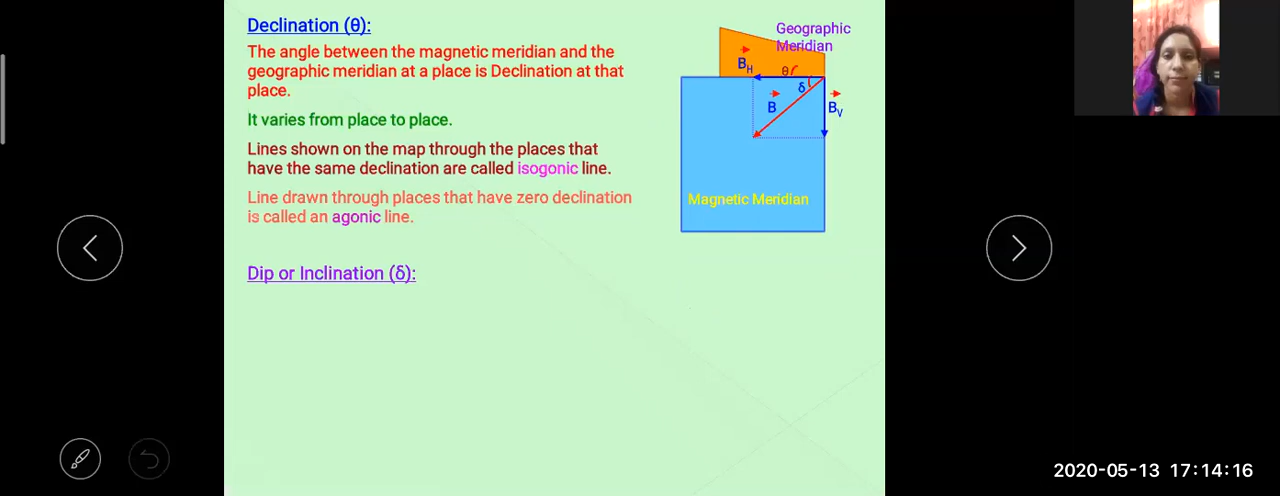 Declination (θ):
The angle between the magnetic meridian and the
geographic meridian at a place is Declination at that
place.
It varies from place to place.
Lines shown on the map through the places that
have the same declination are called isogonic line.
Line drawn through places that have zero declination
is called an agonic line.
Dip or Inclination (δ):
Geographic
Meridian
B_H
θ
δ
B
B_V
Magnetic Meridian
2020-05-13 17:14:16